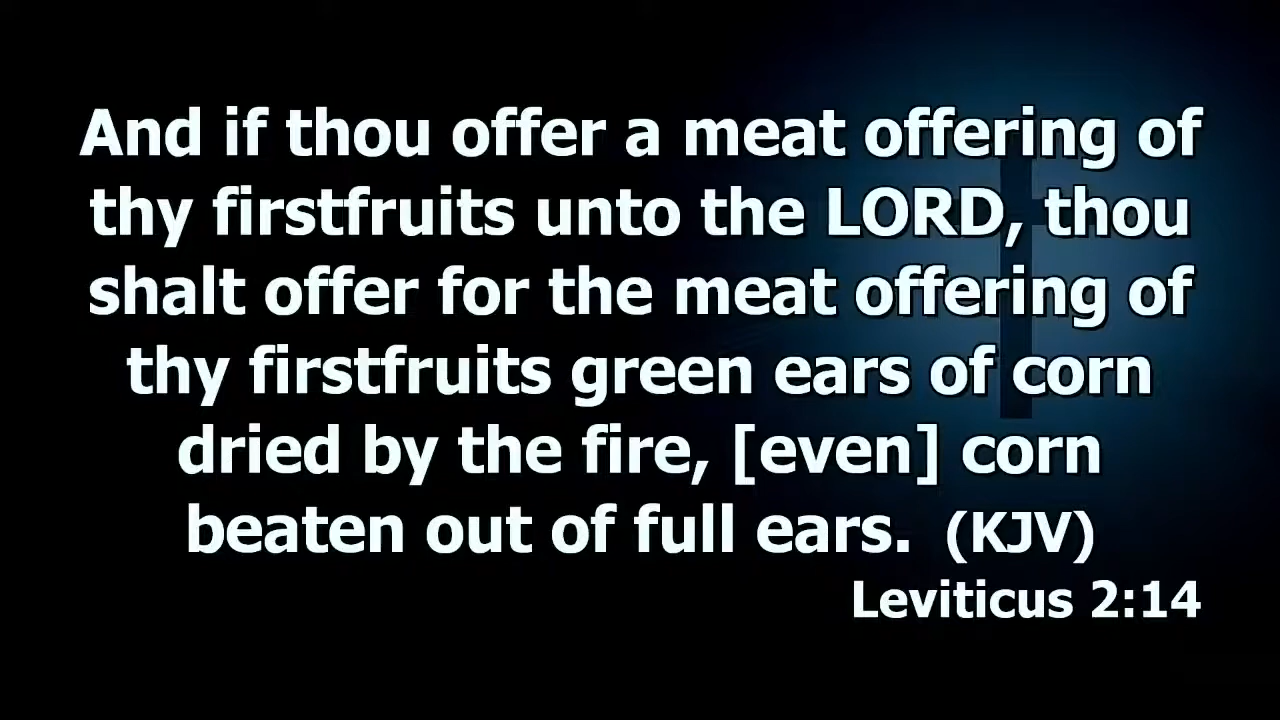 And if thou offer a meat offering of
thy firstfruits unto the LORD, thou
shalt offer for the meat offering of
thy firstfruits green ears of corn
dried by the fire, [even] corn
beaten out of full ears. (KJV)
Leviticus 2:14